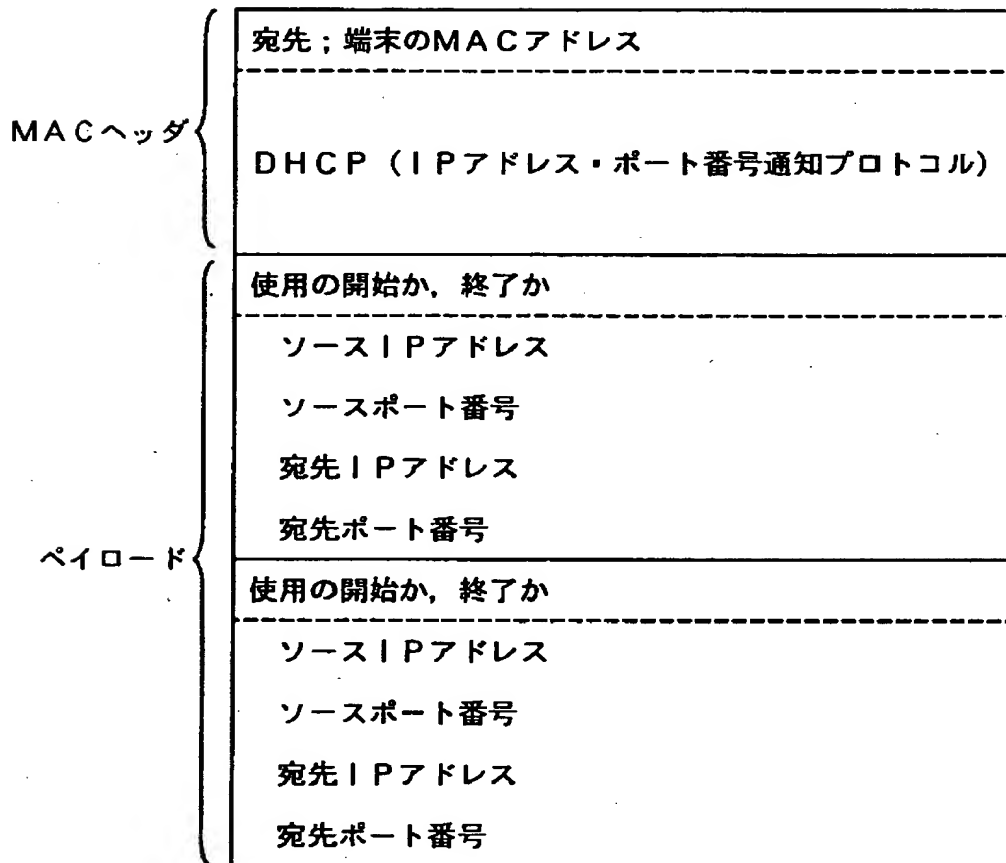 宛先；端末のMACアドレス
MACヘッダ
DHCP（IPアドレス・ポート番号通知プロトコル）
使用の開始か，終了か
ソースIPアドレス
ソースポート番号
宛先IPアドレス
宛先ポート番号
ペイロード
使用の開始か，終了か
ソースIPアドレス
ソースポート番号
宛先IPアドレス
宛先ポート番号